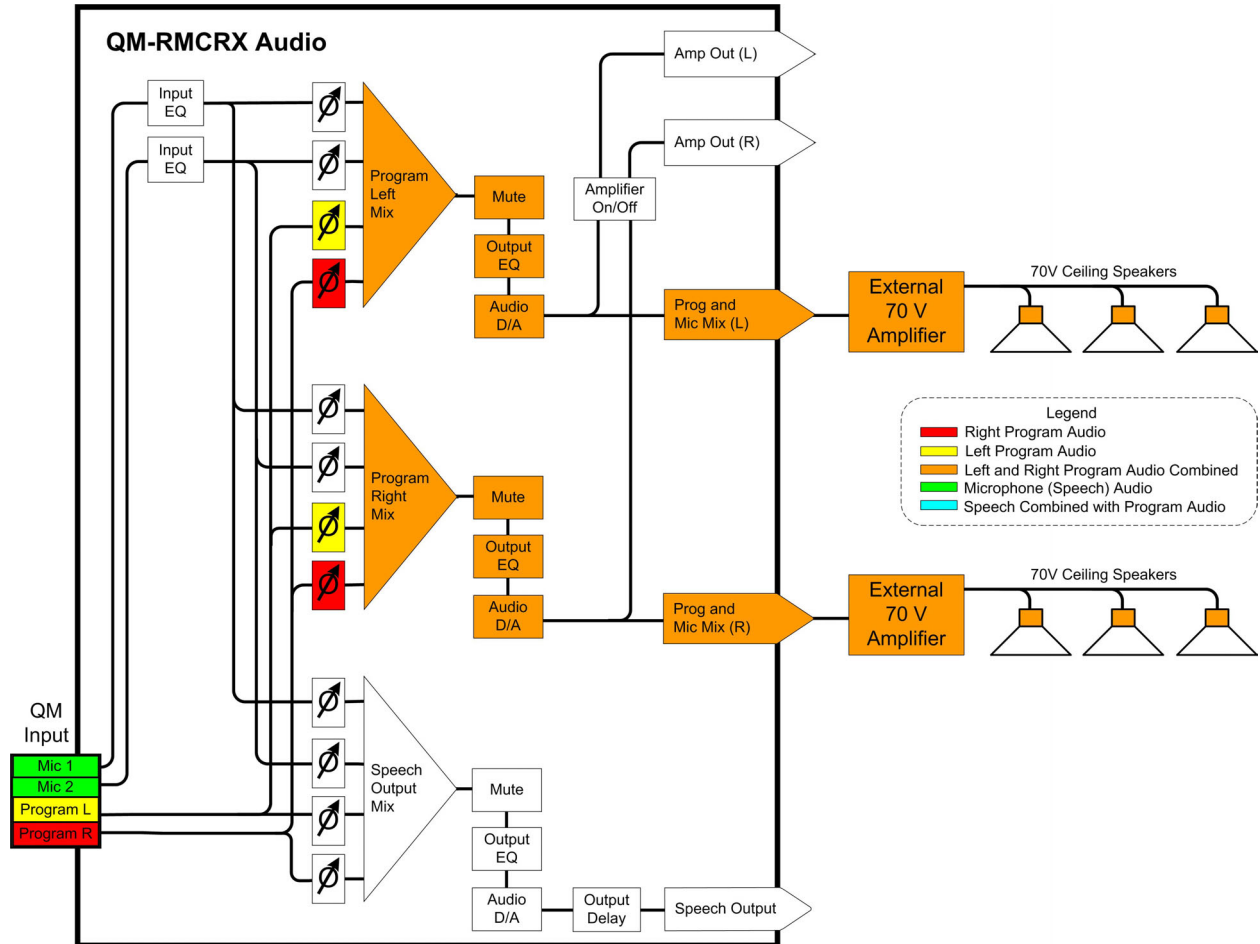 QM-RMCRX Audio
Input
EQ
Input
EQ
Program
Left
Mix
Mute
Output
EQ
Audio
D/A
Amp Out (L)
Amp Out (R)
Amplifier
On/Off
Prog and
Mic Mix (L)
External
70 V
Amplifier
70V Ceiling Speakers
Legend
Right Program Audio
Left Program Audio
Left and Right Program Audio Combined
Microphone (Speech) Audio
Speech Combined with Program Audio
Program
Right
Mix
Mute
Output
EQ
Audio
D/A
Prog and
Mic Mix (R)
External
70 V
Amplifier
70V Ceiling Speakers
QM
Input
Mic 1
Mic 2
Program L
Program R
Speech
Output
Mix
Mute
Output
EQ
Audio
D/A
Output
Delay
Speech Output